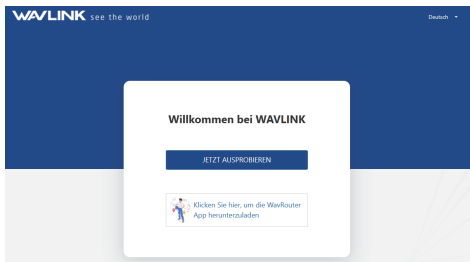 WAVLINK see the world
Deutsch
Willkommen bei WAVLINK
JETZT AUSPROBIEREN
Klicken Sie hier, um die WavRouter
App herunterzuladen